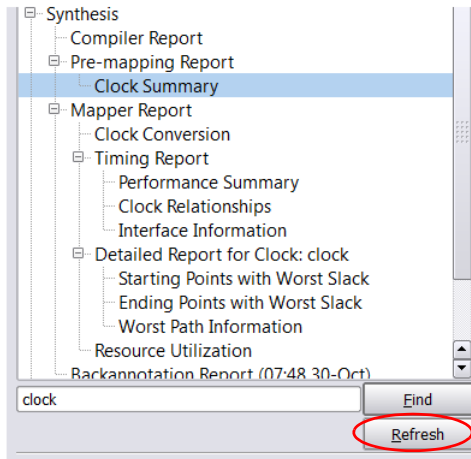 Synthesis
Compiler Report
Pre-mapping Report
Clock Summary
Mapper Report
Clock Conversion
Timing Report
Performance Summary
Clock Relationships
Interface Information
Detailed Report for Clock: clock
Starting Points with Worst Slack
Ending Points with Worst Slack
Worst Path Information
Resource Utilization
Backannotation Report (07:48 30-Oct)
clock Find
Refresh